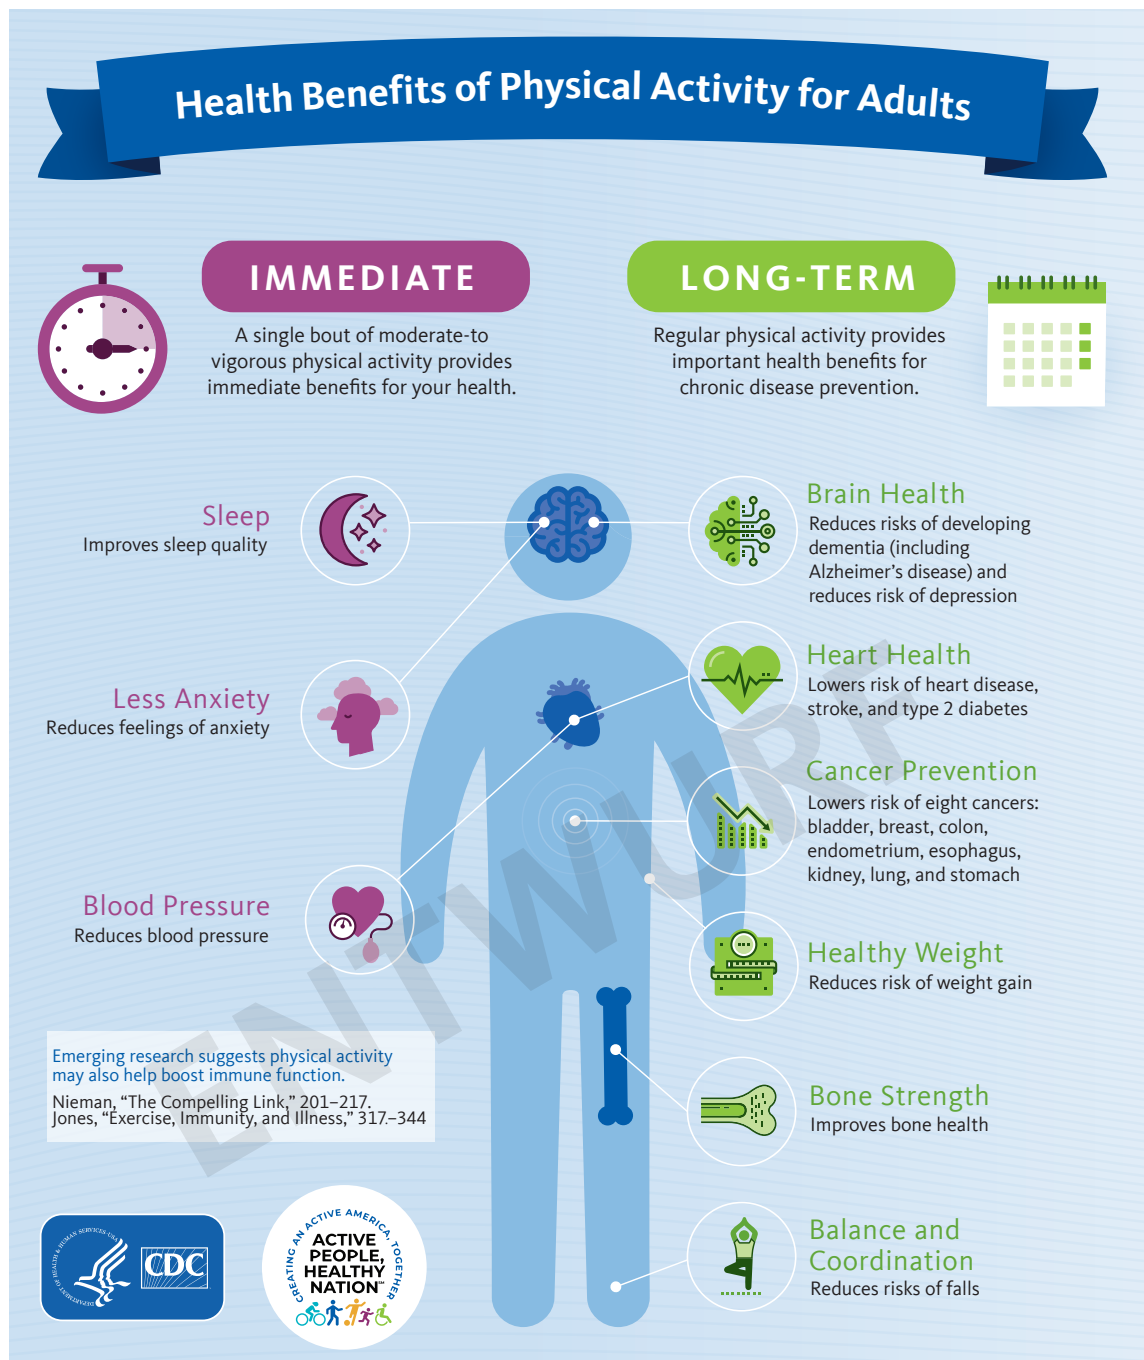 Health Benefits of Physical Activity for Adults
IMMEDIATE
A single bout of moderate-to
vigorous physical activity provides
immediate benefits for your health.
LONG-TERM
Regular physical activity provides
important health benefits for
chronic disease prevention.
Sleep
Improves sleep quality
Less Anxiety
Reduces feelings of anxiety
Blood Pressure
Reduces blood pressure
Brain Health
Reduces risks of developing
dementia (including
Alzheimer's disease) and
reduces risk of depression
Heart Health
Lowers risk of heart disease,
stroke, and type 2 diabetes
Cancer Prevention
Lowers risk of eight cancers:
bladder, breast, colon,
endometrium, esophagus,
kidney, lung, and stomach
Healthy Weight
Reduces risk of weight gain
Bone Strength
Improves bone health
Balance and
Coordination
Reduces risks of falls
ENTWURF
Emerging research suggests physical activity
may also help boost immune function.
Nieman, “The Compelling Link,” 201–217.
Jones, “Exercise, Immunity, and Illness,” 317.–344
DEPARTMENT OF HEALTH & HUMAN SERVICES·USA
CDC
CREATING AN ACTIVE AMERICA, TOGETHER
ACTIVE
PEOPLE,
HEALTHY
NATION℠